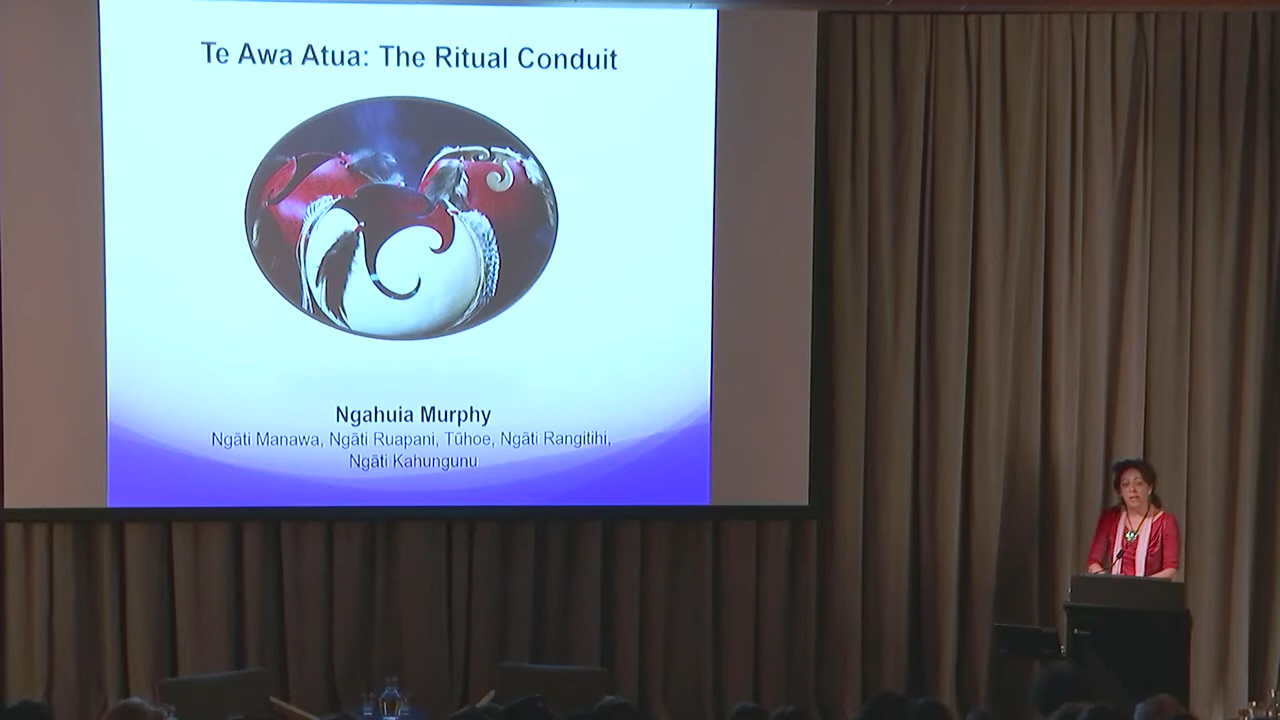 Te Awa Atua: The Ritual Conduit
Ngahuia Murphy
Ngāti Manawa, Ngāti Ruapani, Tūhoe, Ngāti Rangitihi,
Ngāti Kahungunu